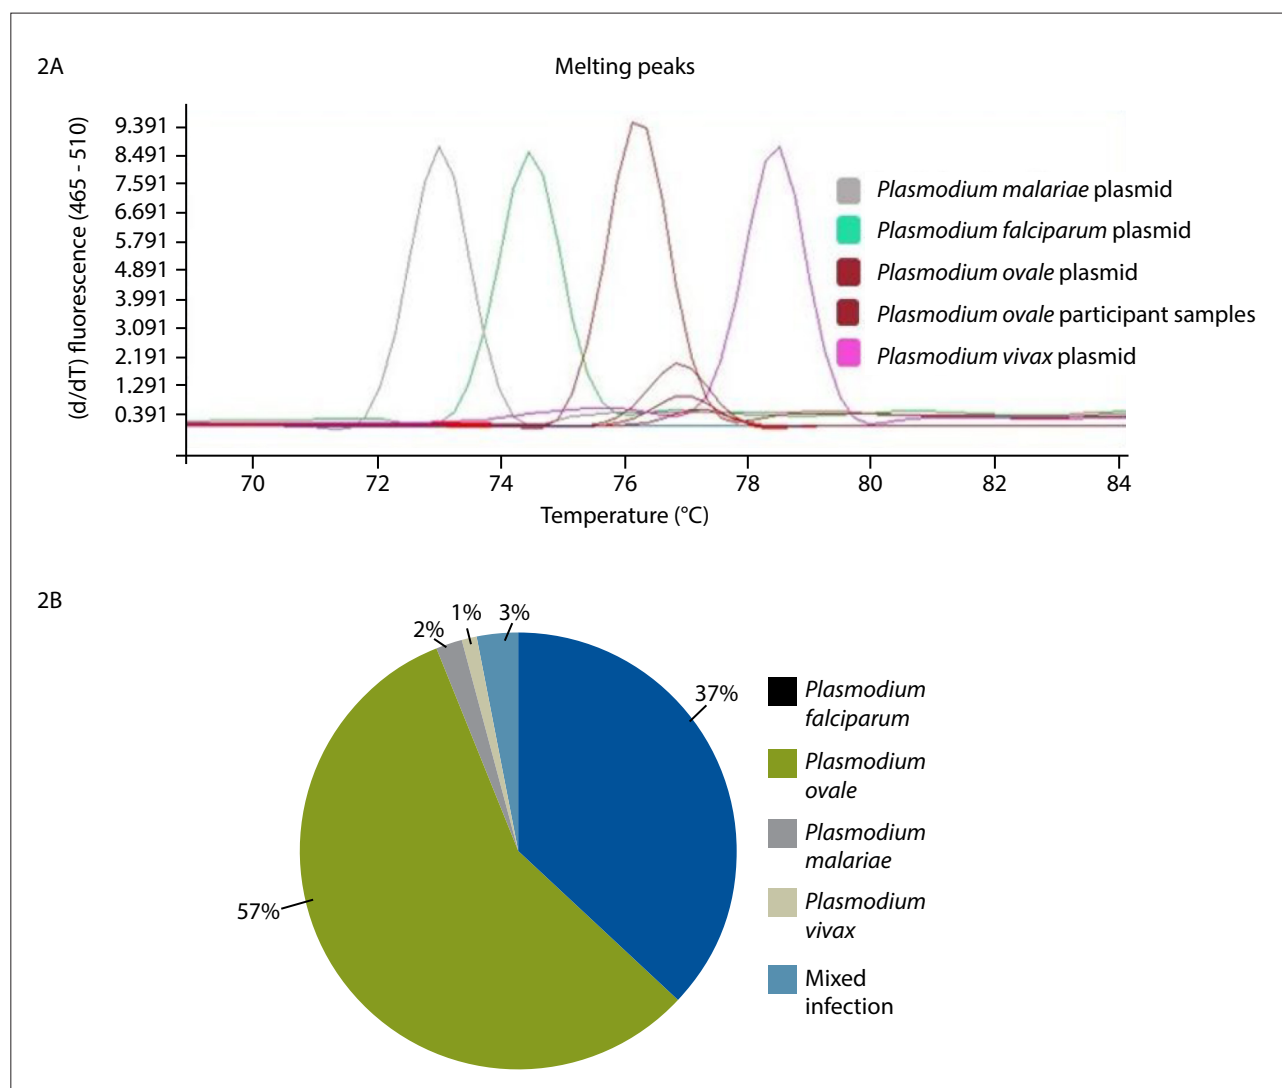 2A
Melting peaks
(d/dT) fluorescence (465 - 510)
9.391
8.491
7.591
6.691
5.791
4.891
3.991
3.091
2.191
1.291
0.391
70 72 74 76 78 80 82 84
Temperature (°C)
Plasmodium malariae plasmid
Plasmodium falciparum plasmid
Plasmodium ovale plasmid
Plasmodium ovale participant samples
Plasmodium vivax plasmid
2B
2%
1%
3%
37%
57%
Plasmodium
falciparum
Plasmodium
ovale
Plasmodium
malariae
Plasmodium
vivax
Mixed
infection